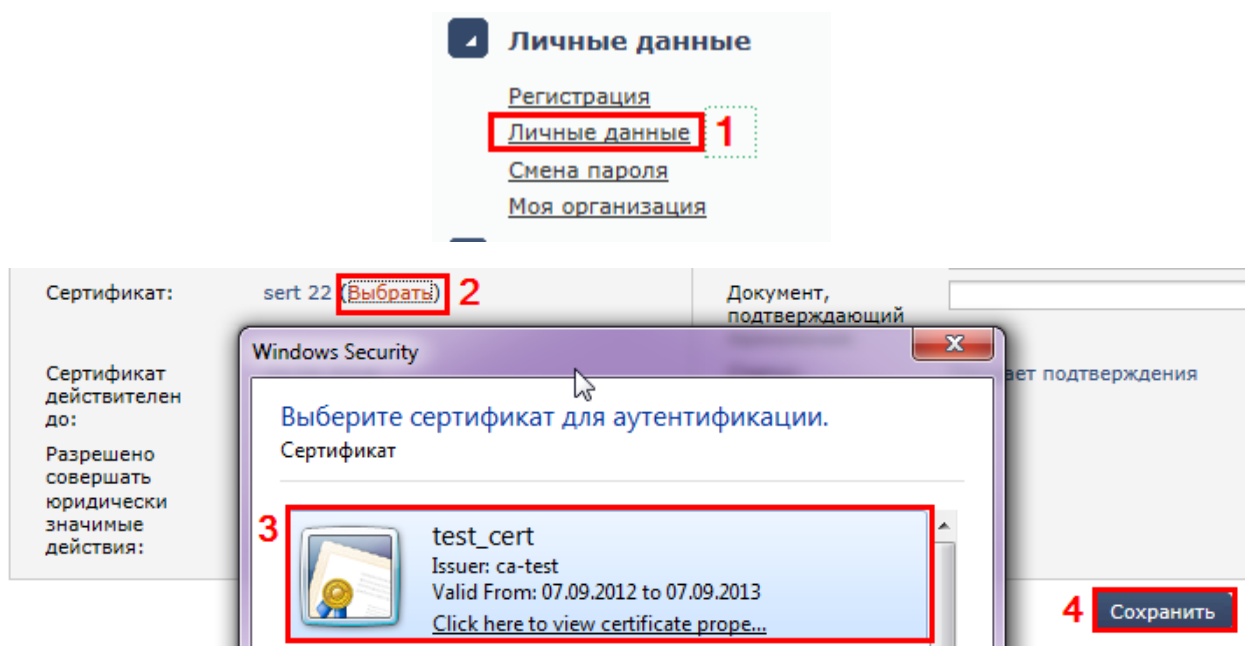 Личные данные
Регистрация
Личные данные 1
Смена пароля
Моя организация
Сертификат: sert 22 (Выбрать) 2
Документ,
подтверждающий
Windows Security
X
Сертификат
действителен
до:
ает подтверждения
Выберите сертификат для аутентификации.
Сертификат
Разрешено
совершать
юридически
значимые
действия:
3
test_cert
Issuer: ca-test
Valid From: 07.09.2012 to 07.09.2013
Click here to view certificate prope...
4 Сохранить